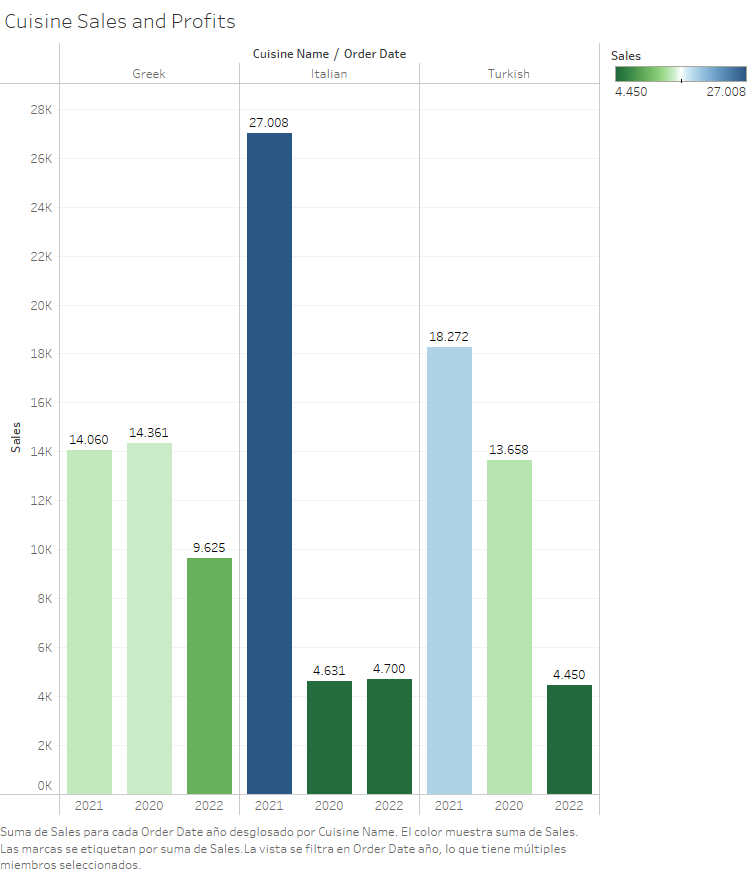 Cuisine Sales and Profits
Cuisine Name / Order Date
Greek
Italian
Turkish
Sales
4.450
27.008
28K
26K
24K
22K
20K
18K
16K
14K
12K
10K
8K
6K
4K
2K
0K
Sales
14.060
14.361
9.625
27.008
4.631
4.700
18.272
13.658
4.450
2021
2020
2022
2021
2020
2022
2021
2020
2022
Suma de Sales para cada Order Date año desglosado por Cuisine Name. El color muestra suma de Sales.
Las marcas se etiquetan por suma de Sales.La vista se filtra en Order Date año, lo que tiene múltiples
miembros seleccionados.